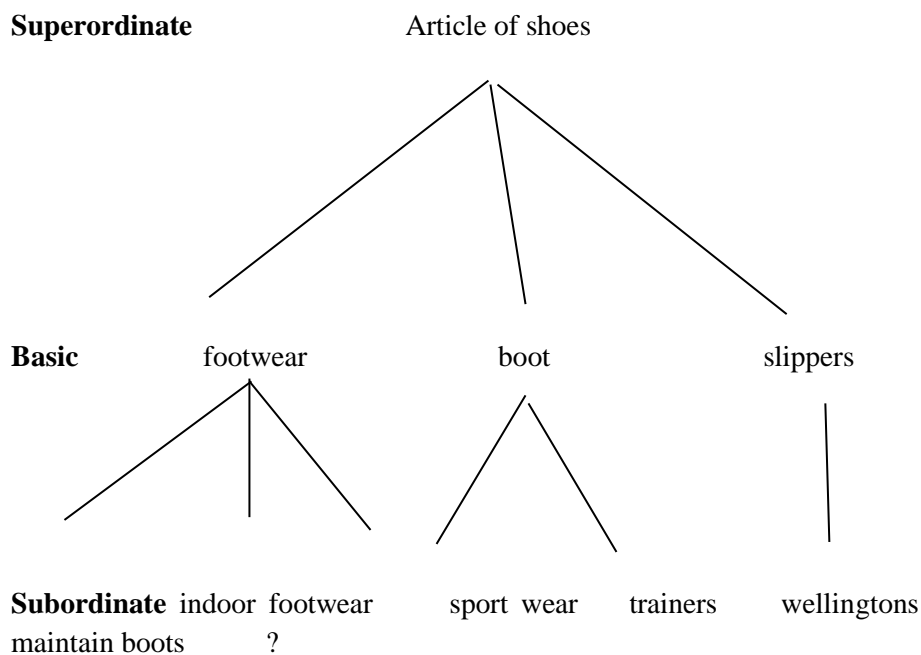 Superordinate Article of shoes
Basic footwear boot slippers
Subordinate indoor footwear sport wear trainers wellingtons
maintain boots ?